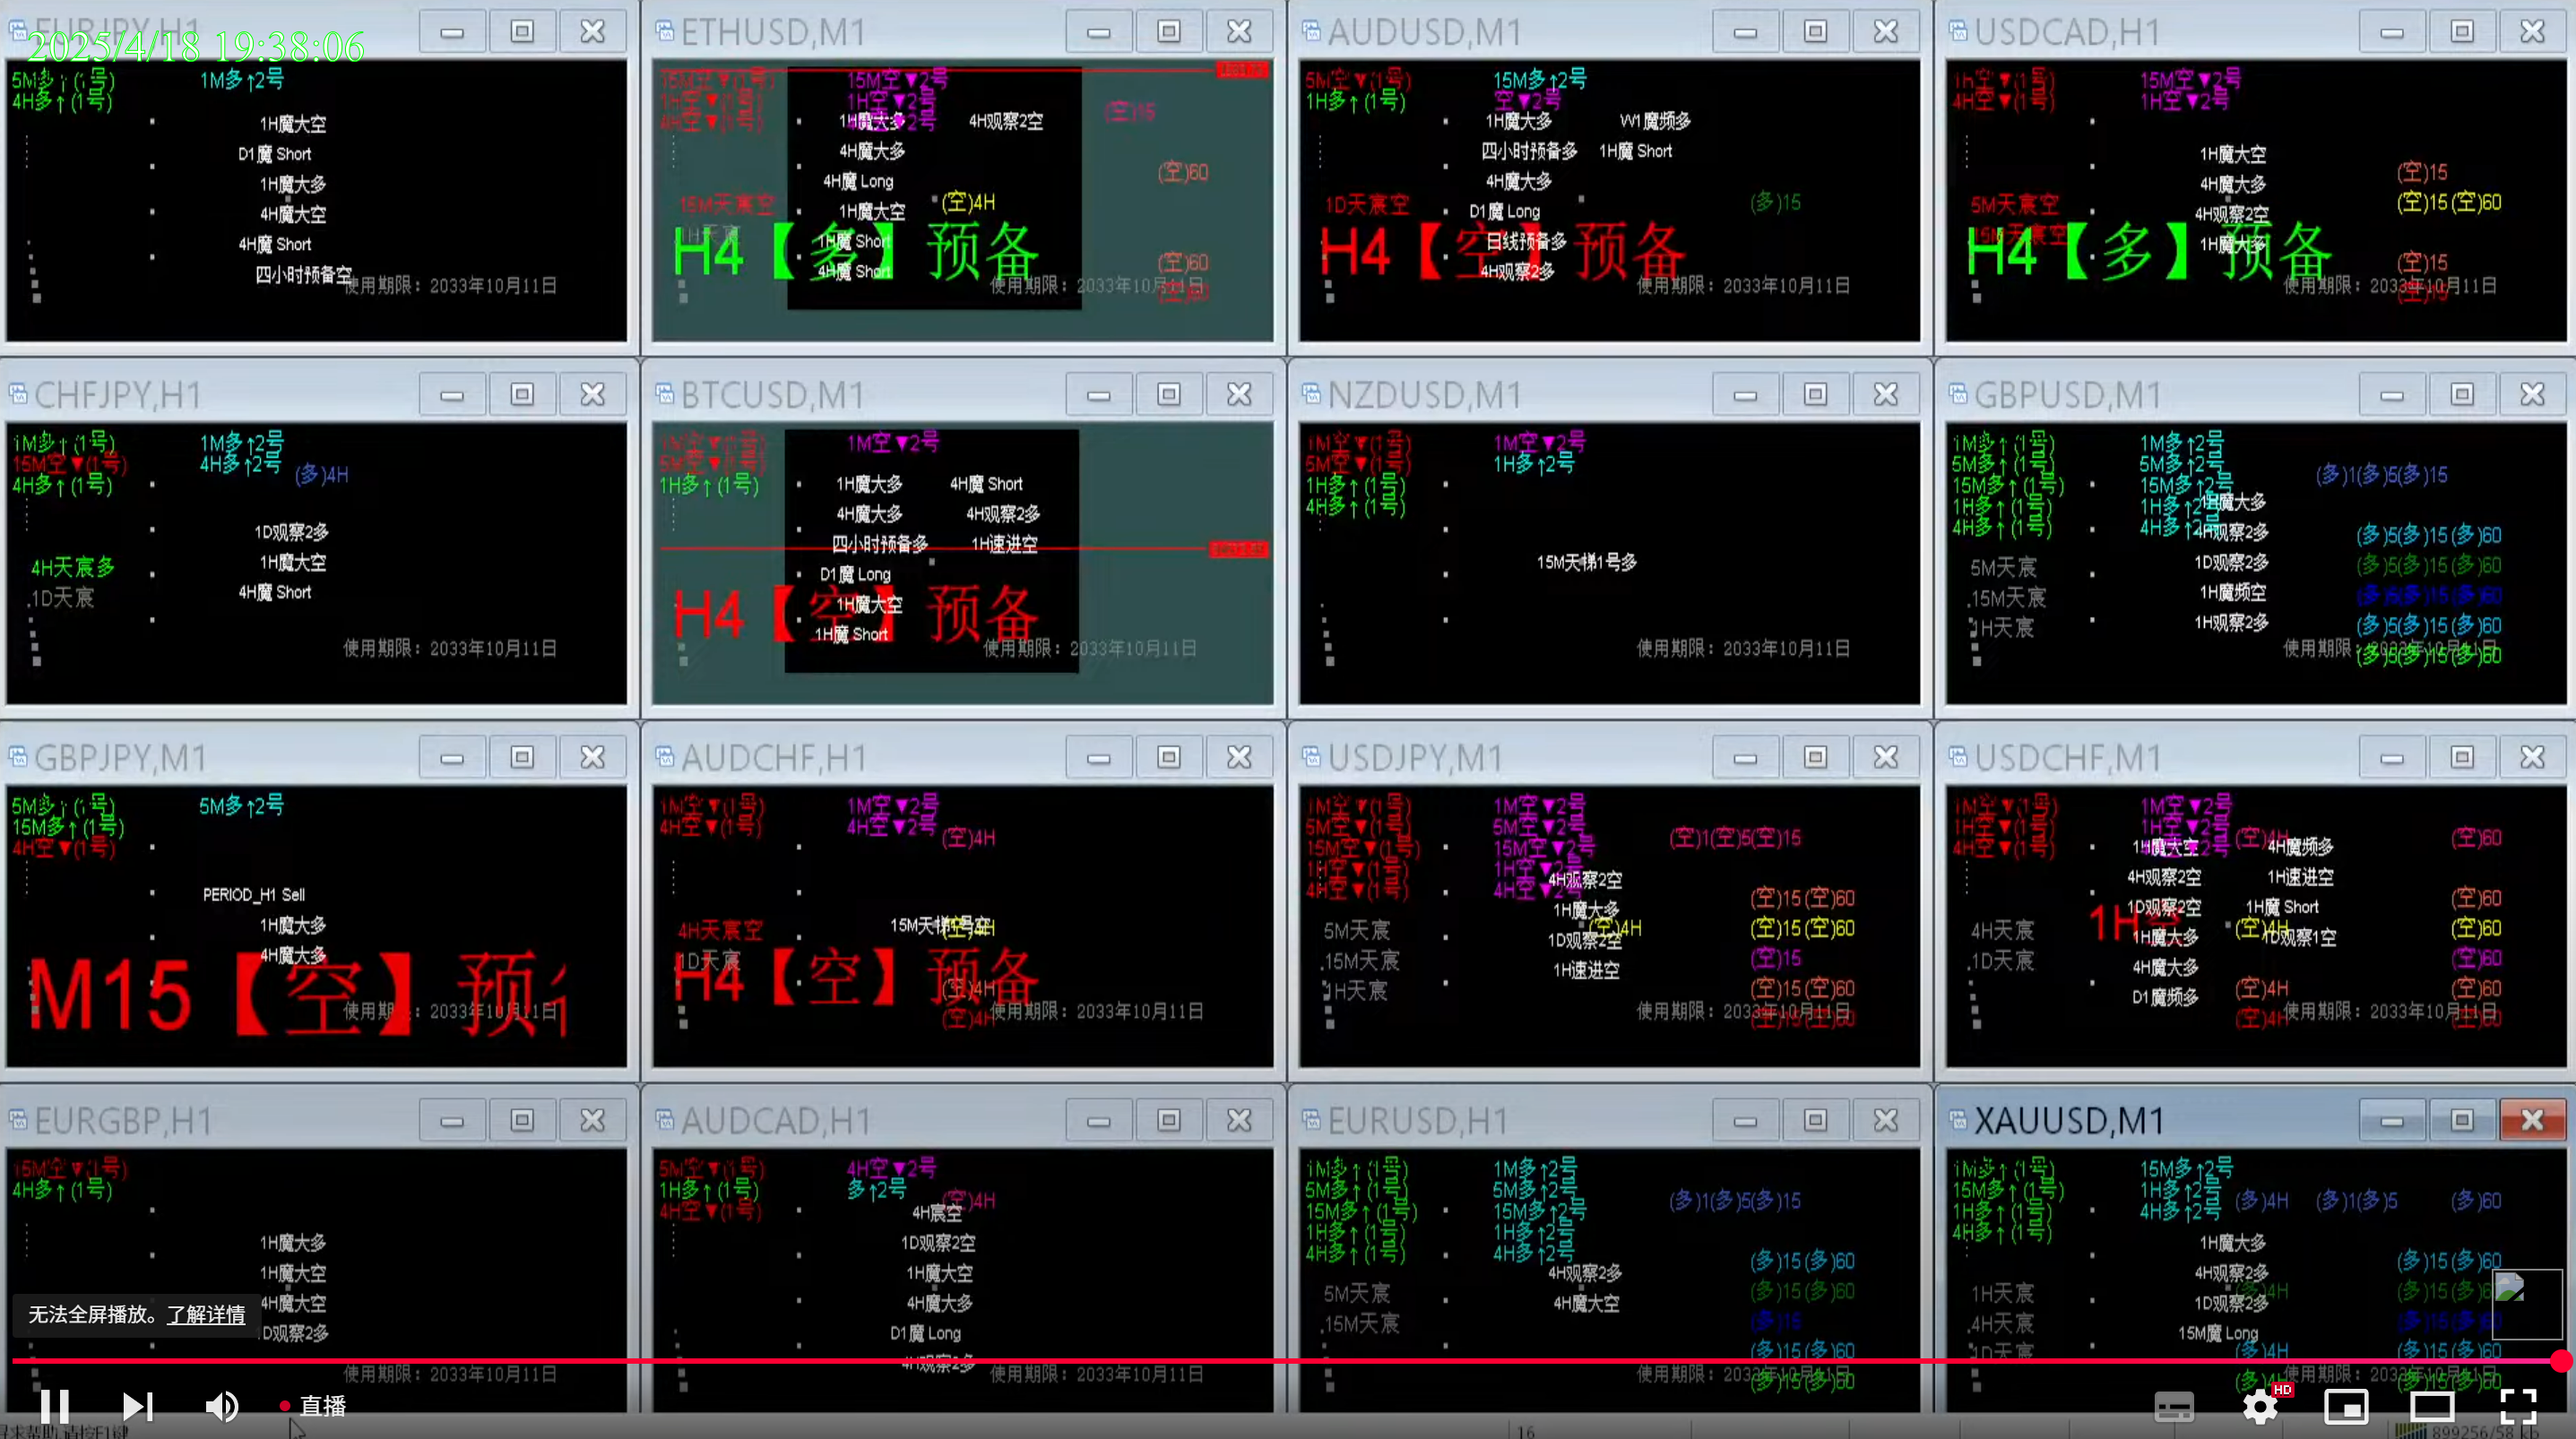 EURJPY,H1
2025/4/18 19:38:06
5M多↑(1号)
4H多↑(1号)
1M多↑2号
1H魔大空
D1魔 Short
1H魔大多
4H魔大空
4H魔 Short
四小时预备空
使用期限：2033年10月11日
ETHUSD,M1
15M空▼(1号)
1H空▼(1号)
4H空▼(1号)
15M空▼2号
1H空▼2号
(空)15
1H魔大多
4H观察2空
4H魔大多
4H魔 Long
(空)60
15M天宸空
1H魔大空
(空)4H
1H魔 Short
4H魔 Short
H4【多】预备
(空)60
(空)60
使用期限：2033年10月11日
AUDUSD,M1
5M空▼(1号)
1H多↑(1号)
15M多↑2号
空▼2号
1H魔大多
W1魔频多
四小时预备多
1H魔 Short
4H魔大多
D1魔 Long
日线预备多
4H观察2多
1D天宸空
(多)15
H4【空】预备
使用期限：2033年10月11日
USDCAD,H1
1H空▼(1号)
4H空▼(1号)
15M空▼2号
1H空▼2号
1H魔大空
4H魔大多
4H观察2空
1H魔大多
(空)15
(空)15(空)60
5M天宸空
15M天宸空
H4【多】预备
(空)15
(空)15
使用期限：2033年10月11日
CHFJPY,H1
1M多↑(1号)
15M空▼(1号)
4H多↑(1号)
1M多↑2号
4H多↑2号
(多)4H
1D观察2多
1H魔大空
4H魔 Short
4H天宸多
.1D天宸
使用期限：2033年10月11日
BTCUSD,M1
1M空▼(1号)
5M空▼(1号)
1H多↑(1号)
1M空▼2号
1H魔大多
4H魔 Short
4H魔大多
4H观察2多
四小时预备多
1H速进空
D1魔 Long
1H魔大空
1H魔 Short
H4【空】预备
使用期限：2033年10月11日
NZDUSD,M1
1M空▼(1号)
5M空▼(1号)
1H多↑(1号)
4H多↑(1号)
1M空▼2号
1H多↑2号
15M天梯1号多
使用期限：2033年10月11日
GBPUSD,M1
1M多↑(1号)
5M多↑(1号)
15M多↑(1号)
1H多↑(1号)
4H多↑(1号)
1M多↑2号
5M多↑2号
15M多↑2号
1H多↑2号
4H多↑2号
(多)1(多)5(多)15
1H魔大多
4H观察2多
1D观察2多
1H魔频空
1H观察2多
(多)5(多)15(多)60
(多)5(多)15(多)60
(多)5(多)15(多)60
(多)5(多)15(多)60
(多)5(多)15(多)60
5M天宸
.15M天宸
1H天宸
使用期限：2033年10月11日
GBPJPY,M1
5M多↑(1号)
15M多↑(1号)
4H空▼(1号)
5M多↑2号
PERIOD_H1 Sell
1H魔大多
4H魔大多
M15【空】预
使用期限：2033年10月11日
AUDCHF,H1
1M空▼(1号)
4H空▼(1号)
1M空▼2号
4H空▼2号
(空)4H
(空)4H
4H天宸空
.1D天宸
H4【空】预备
(空)4H
(空)4H
使用期限：2033年10月11日
USDJPY,M1
1M空▼(1号)
5M空▼(1号)
15M空▼(1号)
1H空▼(1号)
4H空▼(1号)
1M空▼2号
5M空▼2号
15M空▼2号
1H空▼2号
4H空▼2号
(空)1(空)5(空)15
4H观察2空
1H魔大多
(空)4H
1D观察2空
1H速进空
(空)15(空)60
(空)15(空)60
(空)15
(空)15(空)60
(空)15(空)60
5M天宸
.15M天宸
1H天宸
使用期限：2033年10月11日
USDCHF,M1
1M空▼(1号)
1H空▼(1号)
4H空▼(1号)
1M空▼2号
1H空▼2号
4H空▼2号
(空)4H
(空)60
1H魔大空
4H魔频多
4H观察2空
1H速进空
1D观察2空
1H魔 Short
1H空
1H魔大多
(空)4H
1D观察1空
4H魔大多
D1魔频多
(空)60
(空)60
(空)60
(空)4H
(空)60
(空)4H
(空)60
4H天宸
.1D天宸
使用期限：2033年10月11日
EURGBP,H1
15M空▼(1号)
4H多↑(1号)
1H魔大多
1H魔大空
4H魔大空
1D观察2多
使用期限：2033年10月11日
AUDCAD,H1
5M空▼(1号)
1H多↑(1号)
4H空▼(1号)
4H空▼2号
多↑2号
(空)4H
4H宸空
1D观察2空
1H魔大空
4H魔大多
D1魔 Long
4H观察2多
使用期限：2033年10月11日
EURUSD,H1
1M多↑(1号)
5M多↑(1号)
15M多↑(1号)
1H多↑(1号)
4H多↑(1号)
1M多↑2号
5M多↑2号
15M多↑2号
1H多↑2号
4H多↑2号
(多)1(多)5(多)15
4H观察2多
4H魔大空
(多)15(多)60
(多)15(多)60
(多)15
(多)15(多)60
(多)15(多)60
5M天宸
.15M天宸
使用期限：2033年10月11日
XAUUSD,M1
1M多↑(1号)
15M多↑(1号)
1H多↑(1号)
4H多↑(1号)
15M多↑2号
1H多↑2号
4H多↑2号
(多)4H
(多)1(多)5
(多)60
1H魔大多
4H观察2多
1D观察2多
15M魔 Long
(多)15(多)60
(多)4H
(多)4H
(多)15(多)60
(多)4H
1H天宸
.4H天宸
1D天宸
使用期限：2033年10月11日
无法全屏播放。了解详情
直播
HD
16
899256/58 kb